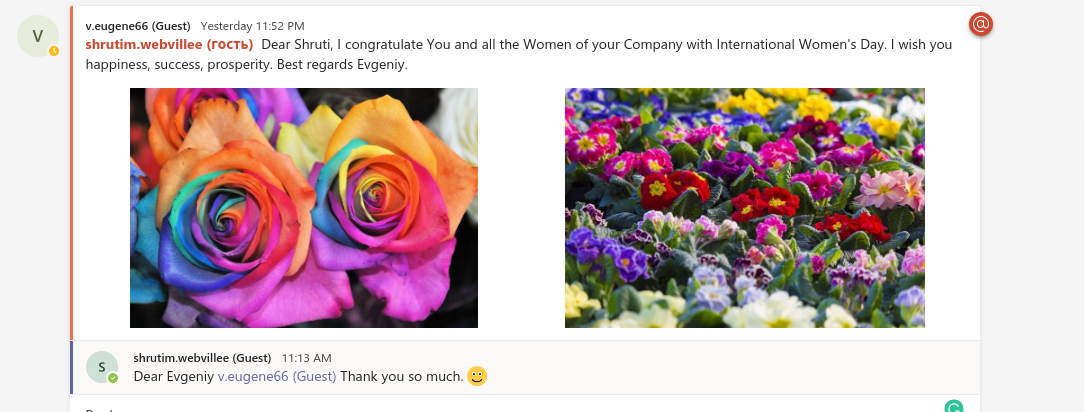 V
v.eugene66 (Guest) Yesterday 11:52 PM
@
shrutim.webvillee (гость) Dear Shruti, I congratulate You and all the Women of your Company with International Women's Day. I wish you
happiness, success, prosperity. Best regards Evgeniy.
S
shrutim.webvillee (Guest) 11:13 AM
Dear Evgeniy v.eugene66 (Guest) Thank you so much. 🙂